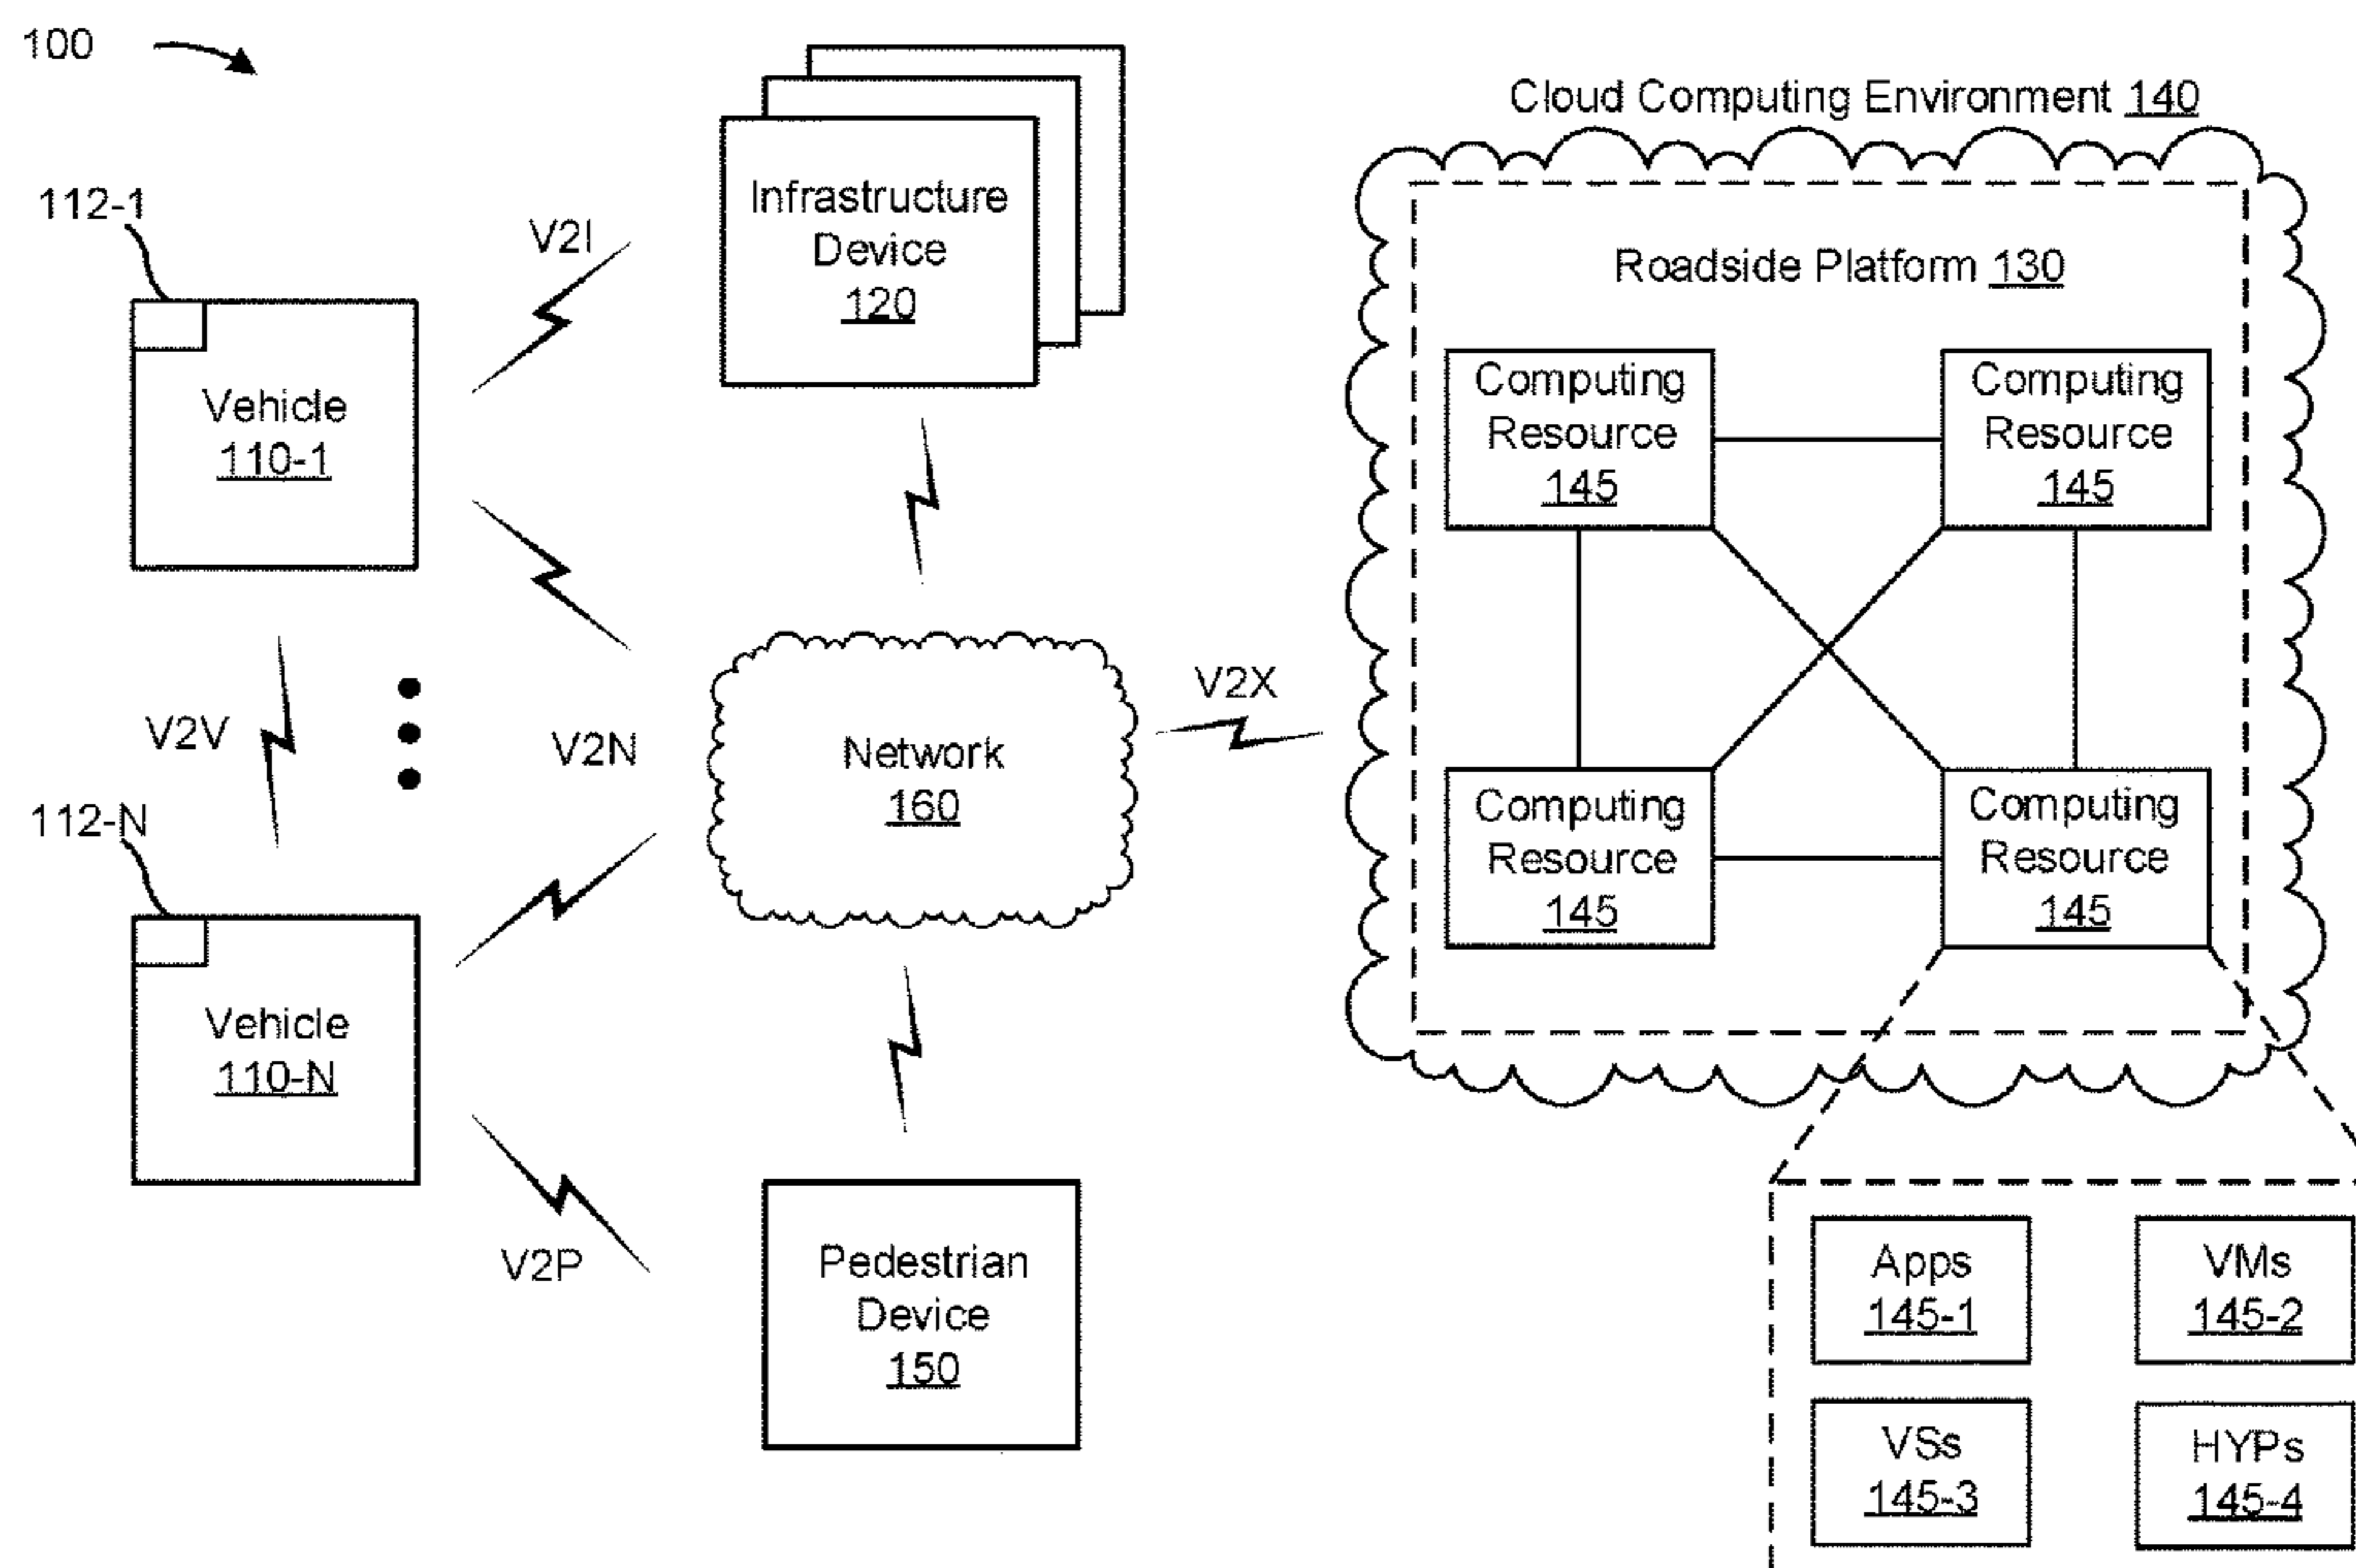 100
Cloud Computing Environment 140
112-1
V2I
Infrastructure
Device
120
Roadside Platform 130
Vehicle
110-1
Computing
Resource
145
Computing
Resource
145
V2V
V2N
Network
160
V2X
112-N
Computing
Resource
145
Computing
Resource
145
Vehicle
110-N
V2P
Pedestrian
Device
150
Apps
145-1
VMs
145-2
VSs
145-3
HYPs
145-4